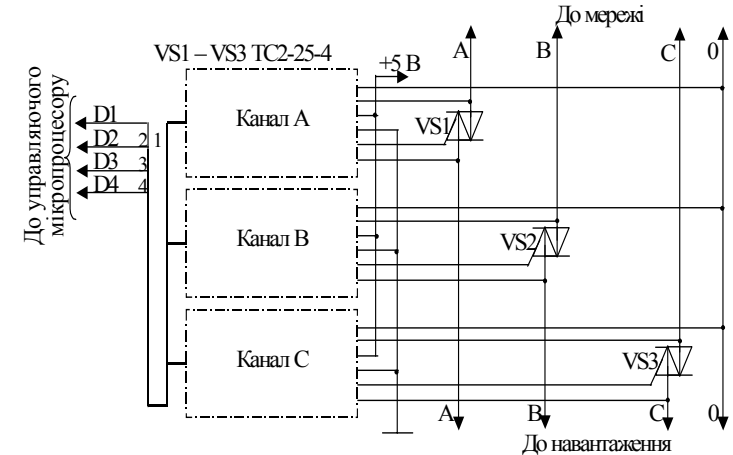 До мережі
VS1 – VS3 TC2-25-4
+5 В
A
B
C
0
До управляючого
мікропроцесору
D1
D2
D3
D4
2 1
3
4
Канал A
VS1
Канал B
VS2
Канал C
VS3
A
B
C
0
До навантаження